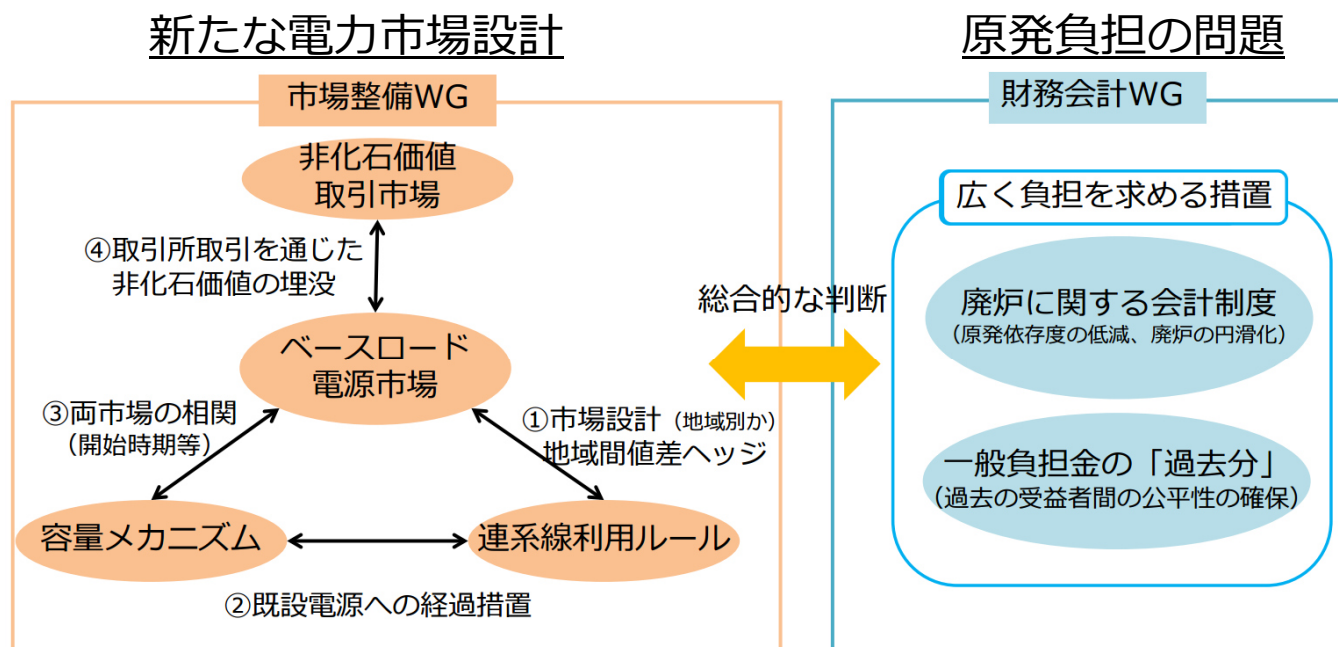 新たな電力市場設計
市場整備WG
非化石価値
取引市場
④取引所取引を通じた
非化石価値の埋没
ベースロード
電源市場
③両市場の相関
（開始時期等）
①市場設計（地域別か）
地域間値差ヘッジ
容量メカニズム
連系線利用ルール
②既設電源への経過措置
総合的な判断
原発負担の問題
財務会計WG
広く負担を求める措置
廃炉に関する会計制度
（原発依存度の低減、廃炉の円滑化）
一般負担金の「過去分」
（過去の受益者間の公平性の確保）